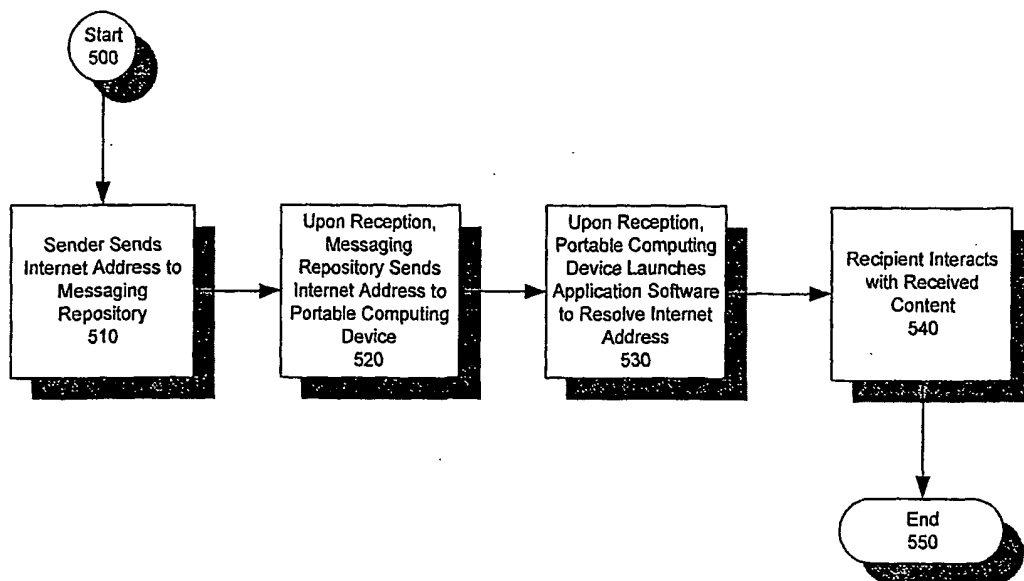 Start
500
Sender Sends
Internet Address to
Messaging
Repository
510
Upon Reception,
Messaging
Repository Sends
Internet Address to
Portable Computing
Device
520
Upon Reception,
Portable Computing
Device Launches
Application Software
to Resolve Internet
Address
530
Recipient Interacts
with Received
Content
540
End
550